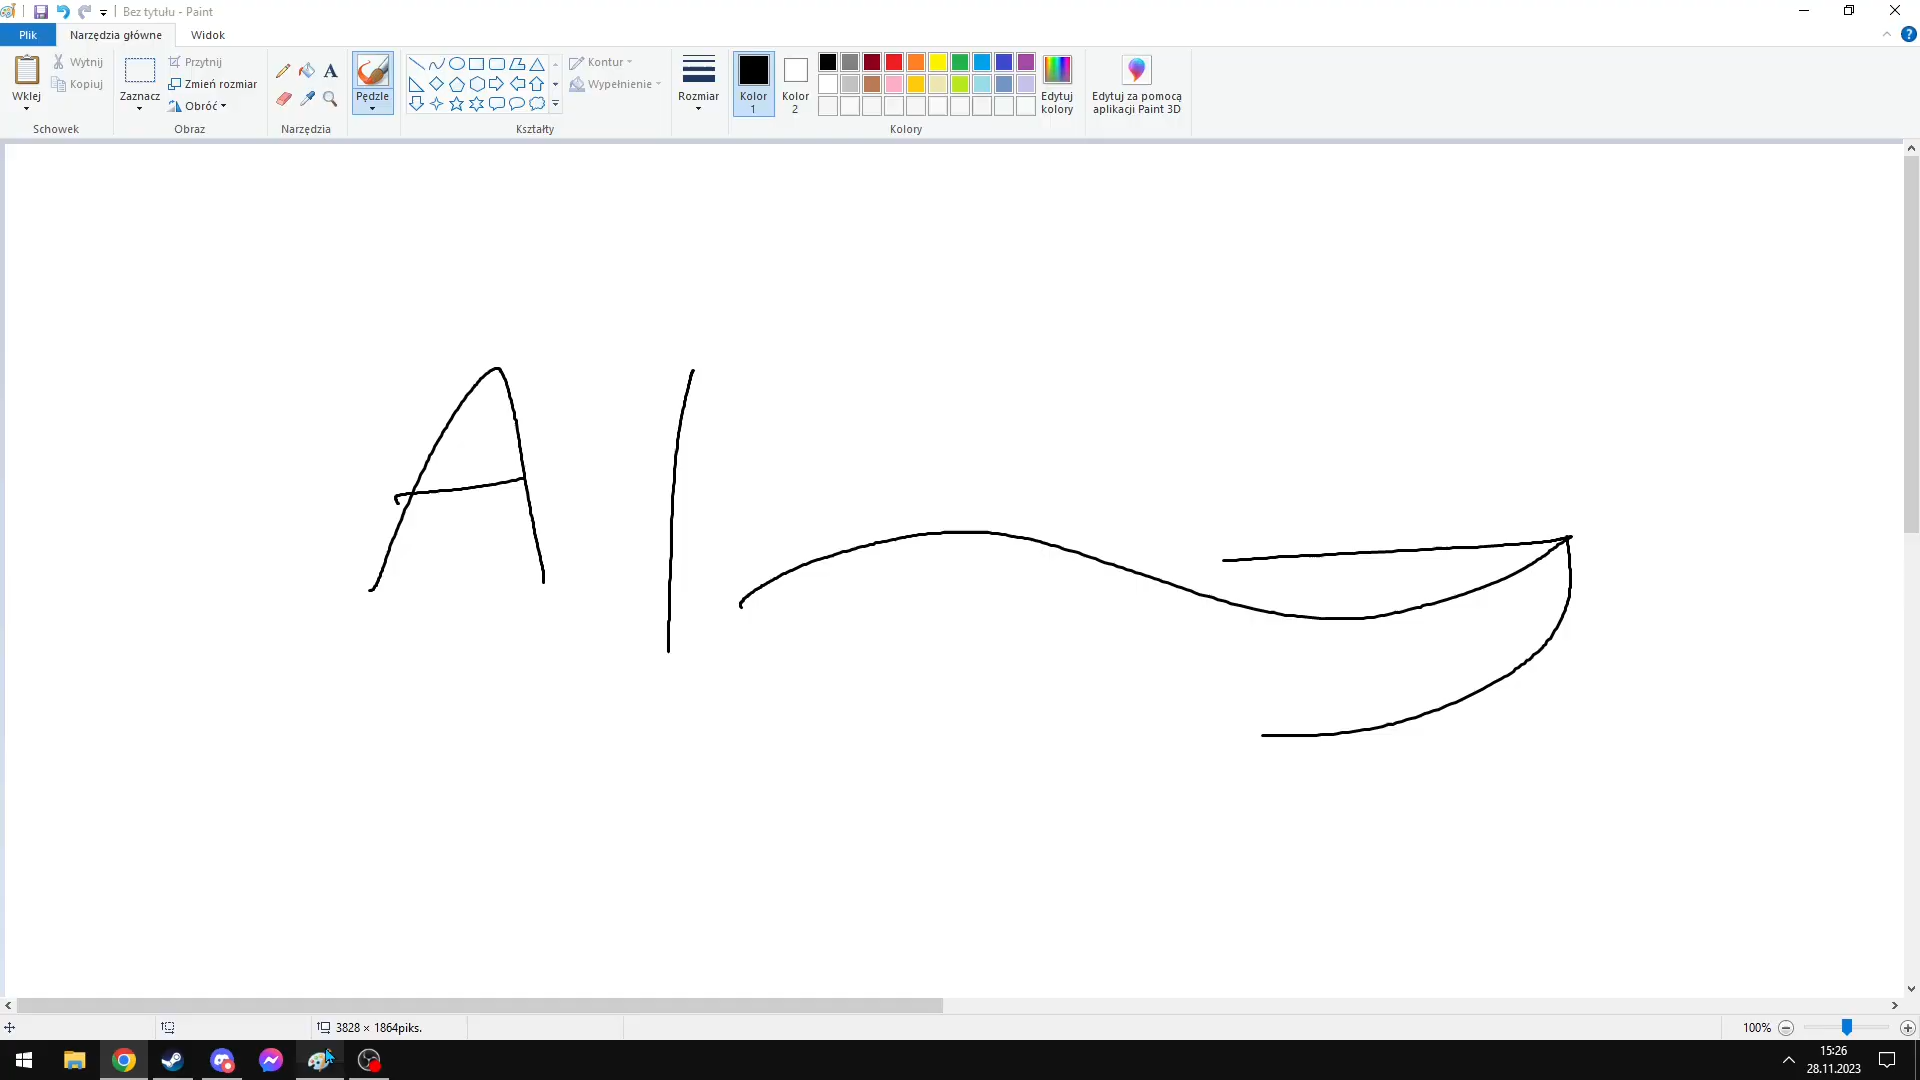 Bez tytułu - Paint
Plik Narzędzia główne Widok
Wklej Wytnij Kopiuj Schowek
Zaznacz Przytnij Zmień rozmiar Obróć Obraz
A Narzędzia
Pędzle
Kontur Wypełnienie Kształty
Rozmiar
Kolor 1 Kolor 2 Edytuj kolory Kolory
Edytuj za pomocą aplikacji Paint 3D
?
AI
3828 × 1864piks. 100%
15:26
28.11.2023